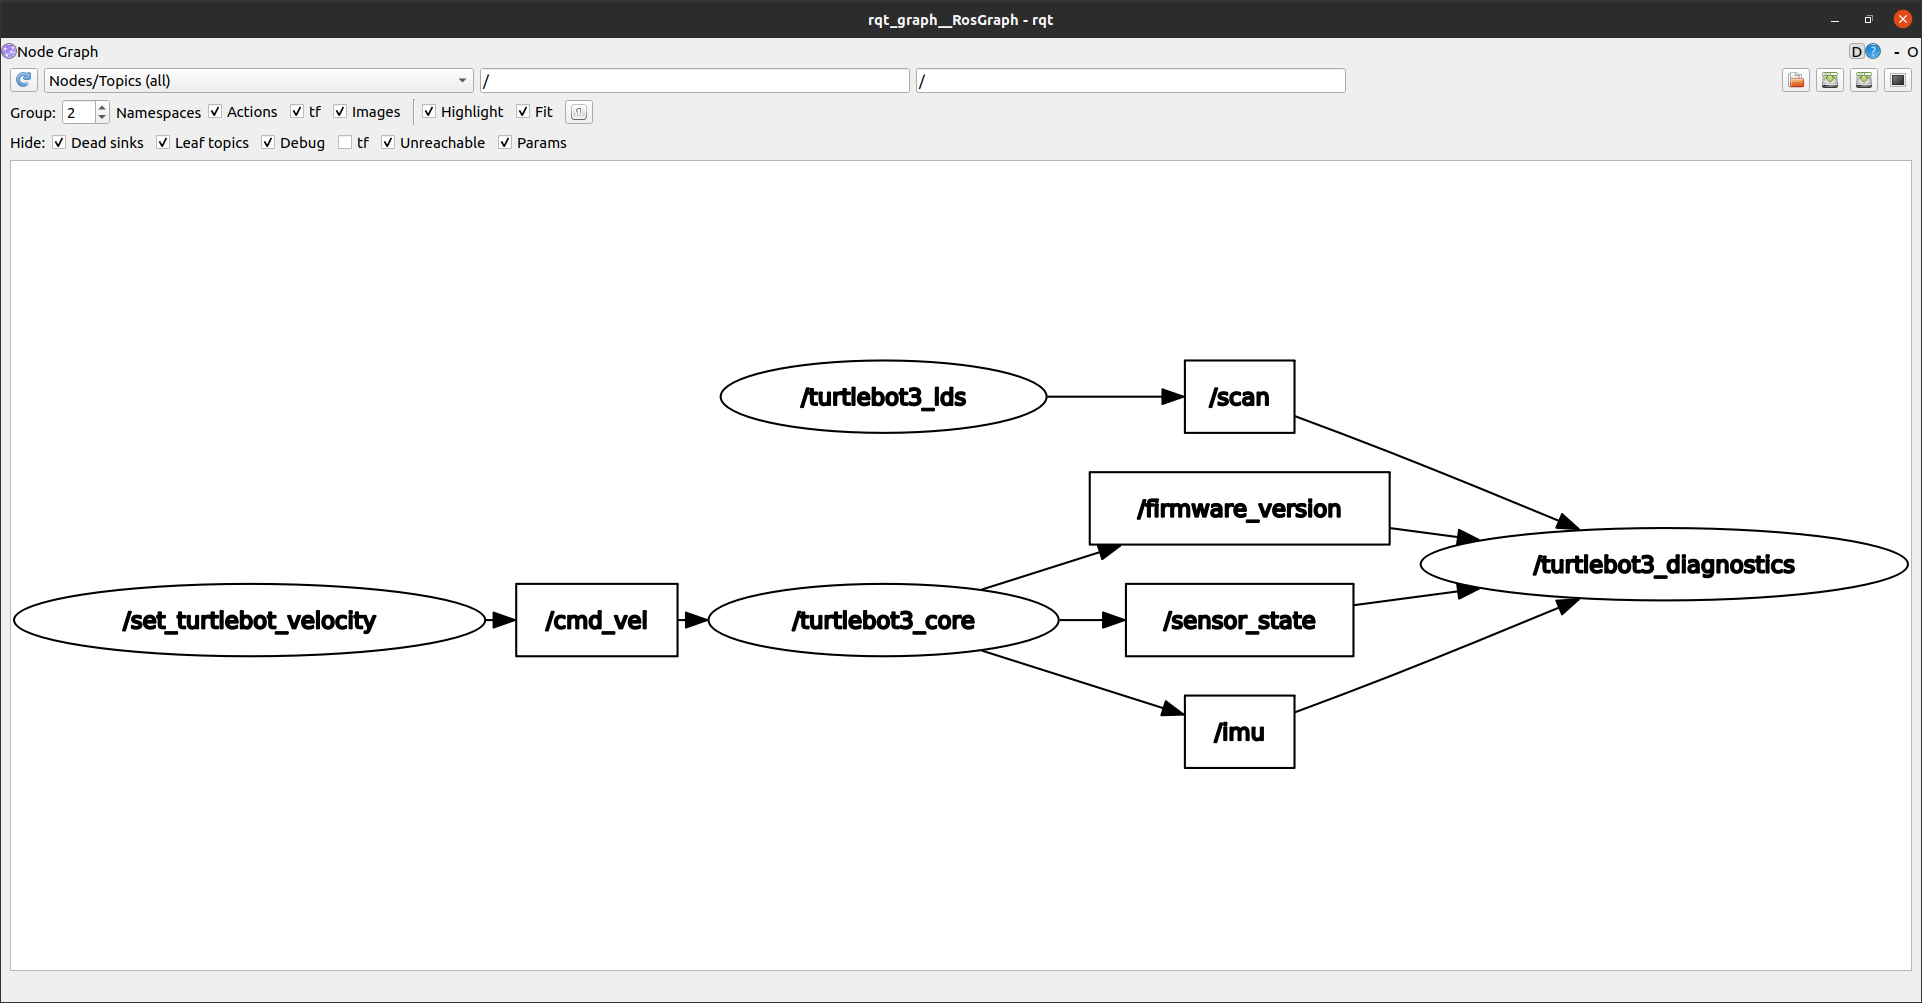 rqt_graph__RosGraph - rqt
Node Graph
D ? - O
Nodes/Topics (all) / /
Group: 2 Namespaces Actions tf Images Highlight Fit
Hide: Dead sinks Leaf topics Debug tf Unreachable Params
/turtlebot3_lds /scan
/firmware_version
/turtlebot3_diagnostics
/set_turtlebot_velocity /cmd_vel /turtlebot3_core /sensor_state
/imu